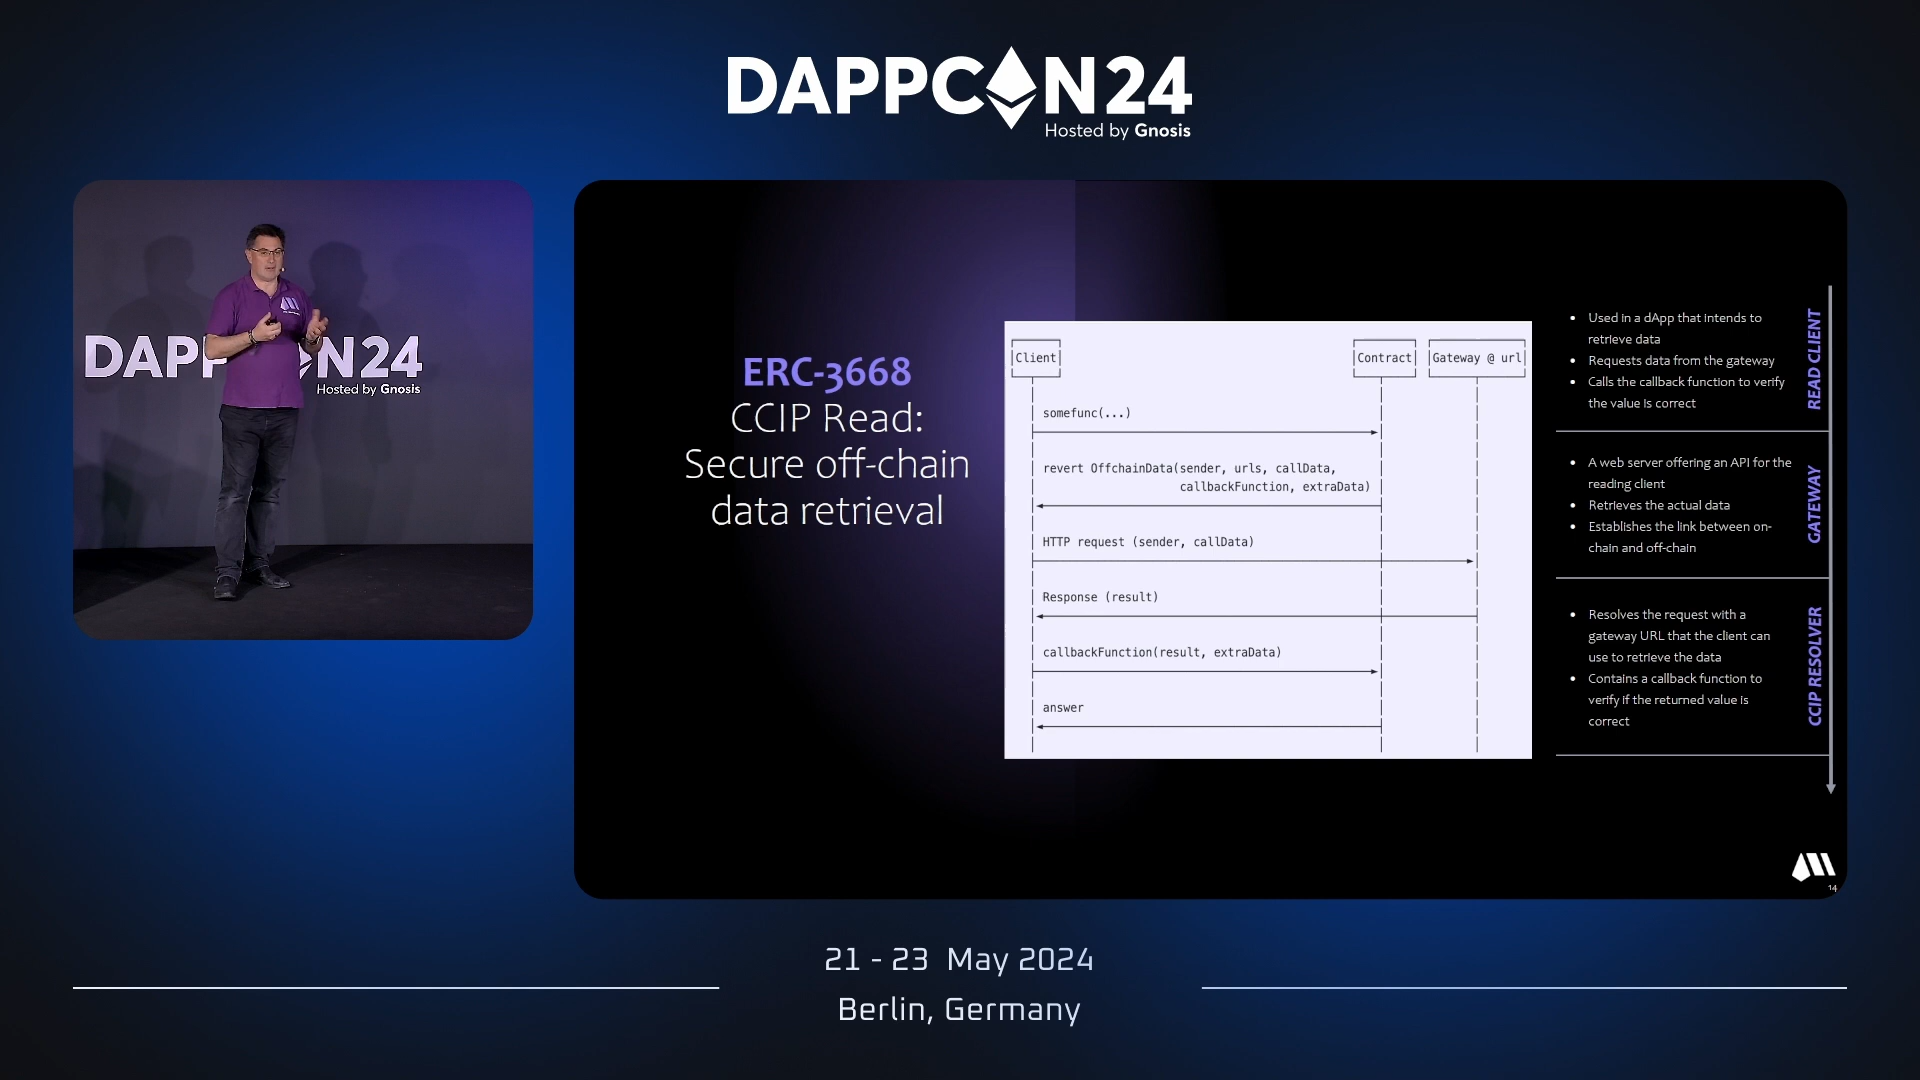 DAPPCON24
Hosted by Gnosis
DAPP N24
Hosted by Gnosis
ERC-3668
CCIP Read:
Secure off-chain
data retrieval
Client
Contract
Gateway @ url
somefunc(...)
revert OffchainData(sender, urls, callData,
callbackFunction, extraData)
HTTP request (sender, callData)
Response (result)
callbackFunction(result, extraData)
answer
• Used in a dApp that intends to
retrieve data
• Requests data from the gateway
• Calls the callback function to verify
the value is correct
READ CLIENT
• A web server offering an API for the
reading client
• Retrieves the actual data
• Establishes the link between on-
chain and off-chain
GATEWAY
• Resolves the request with a
gateway URL that the client can
use to retrieve the data
• Contains a callback function to
verify if the returned value is
correct
CCIP RESOLVER
14
21 - 23 May 2024
Berlin, Germany